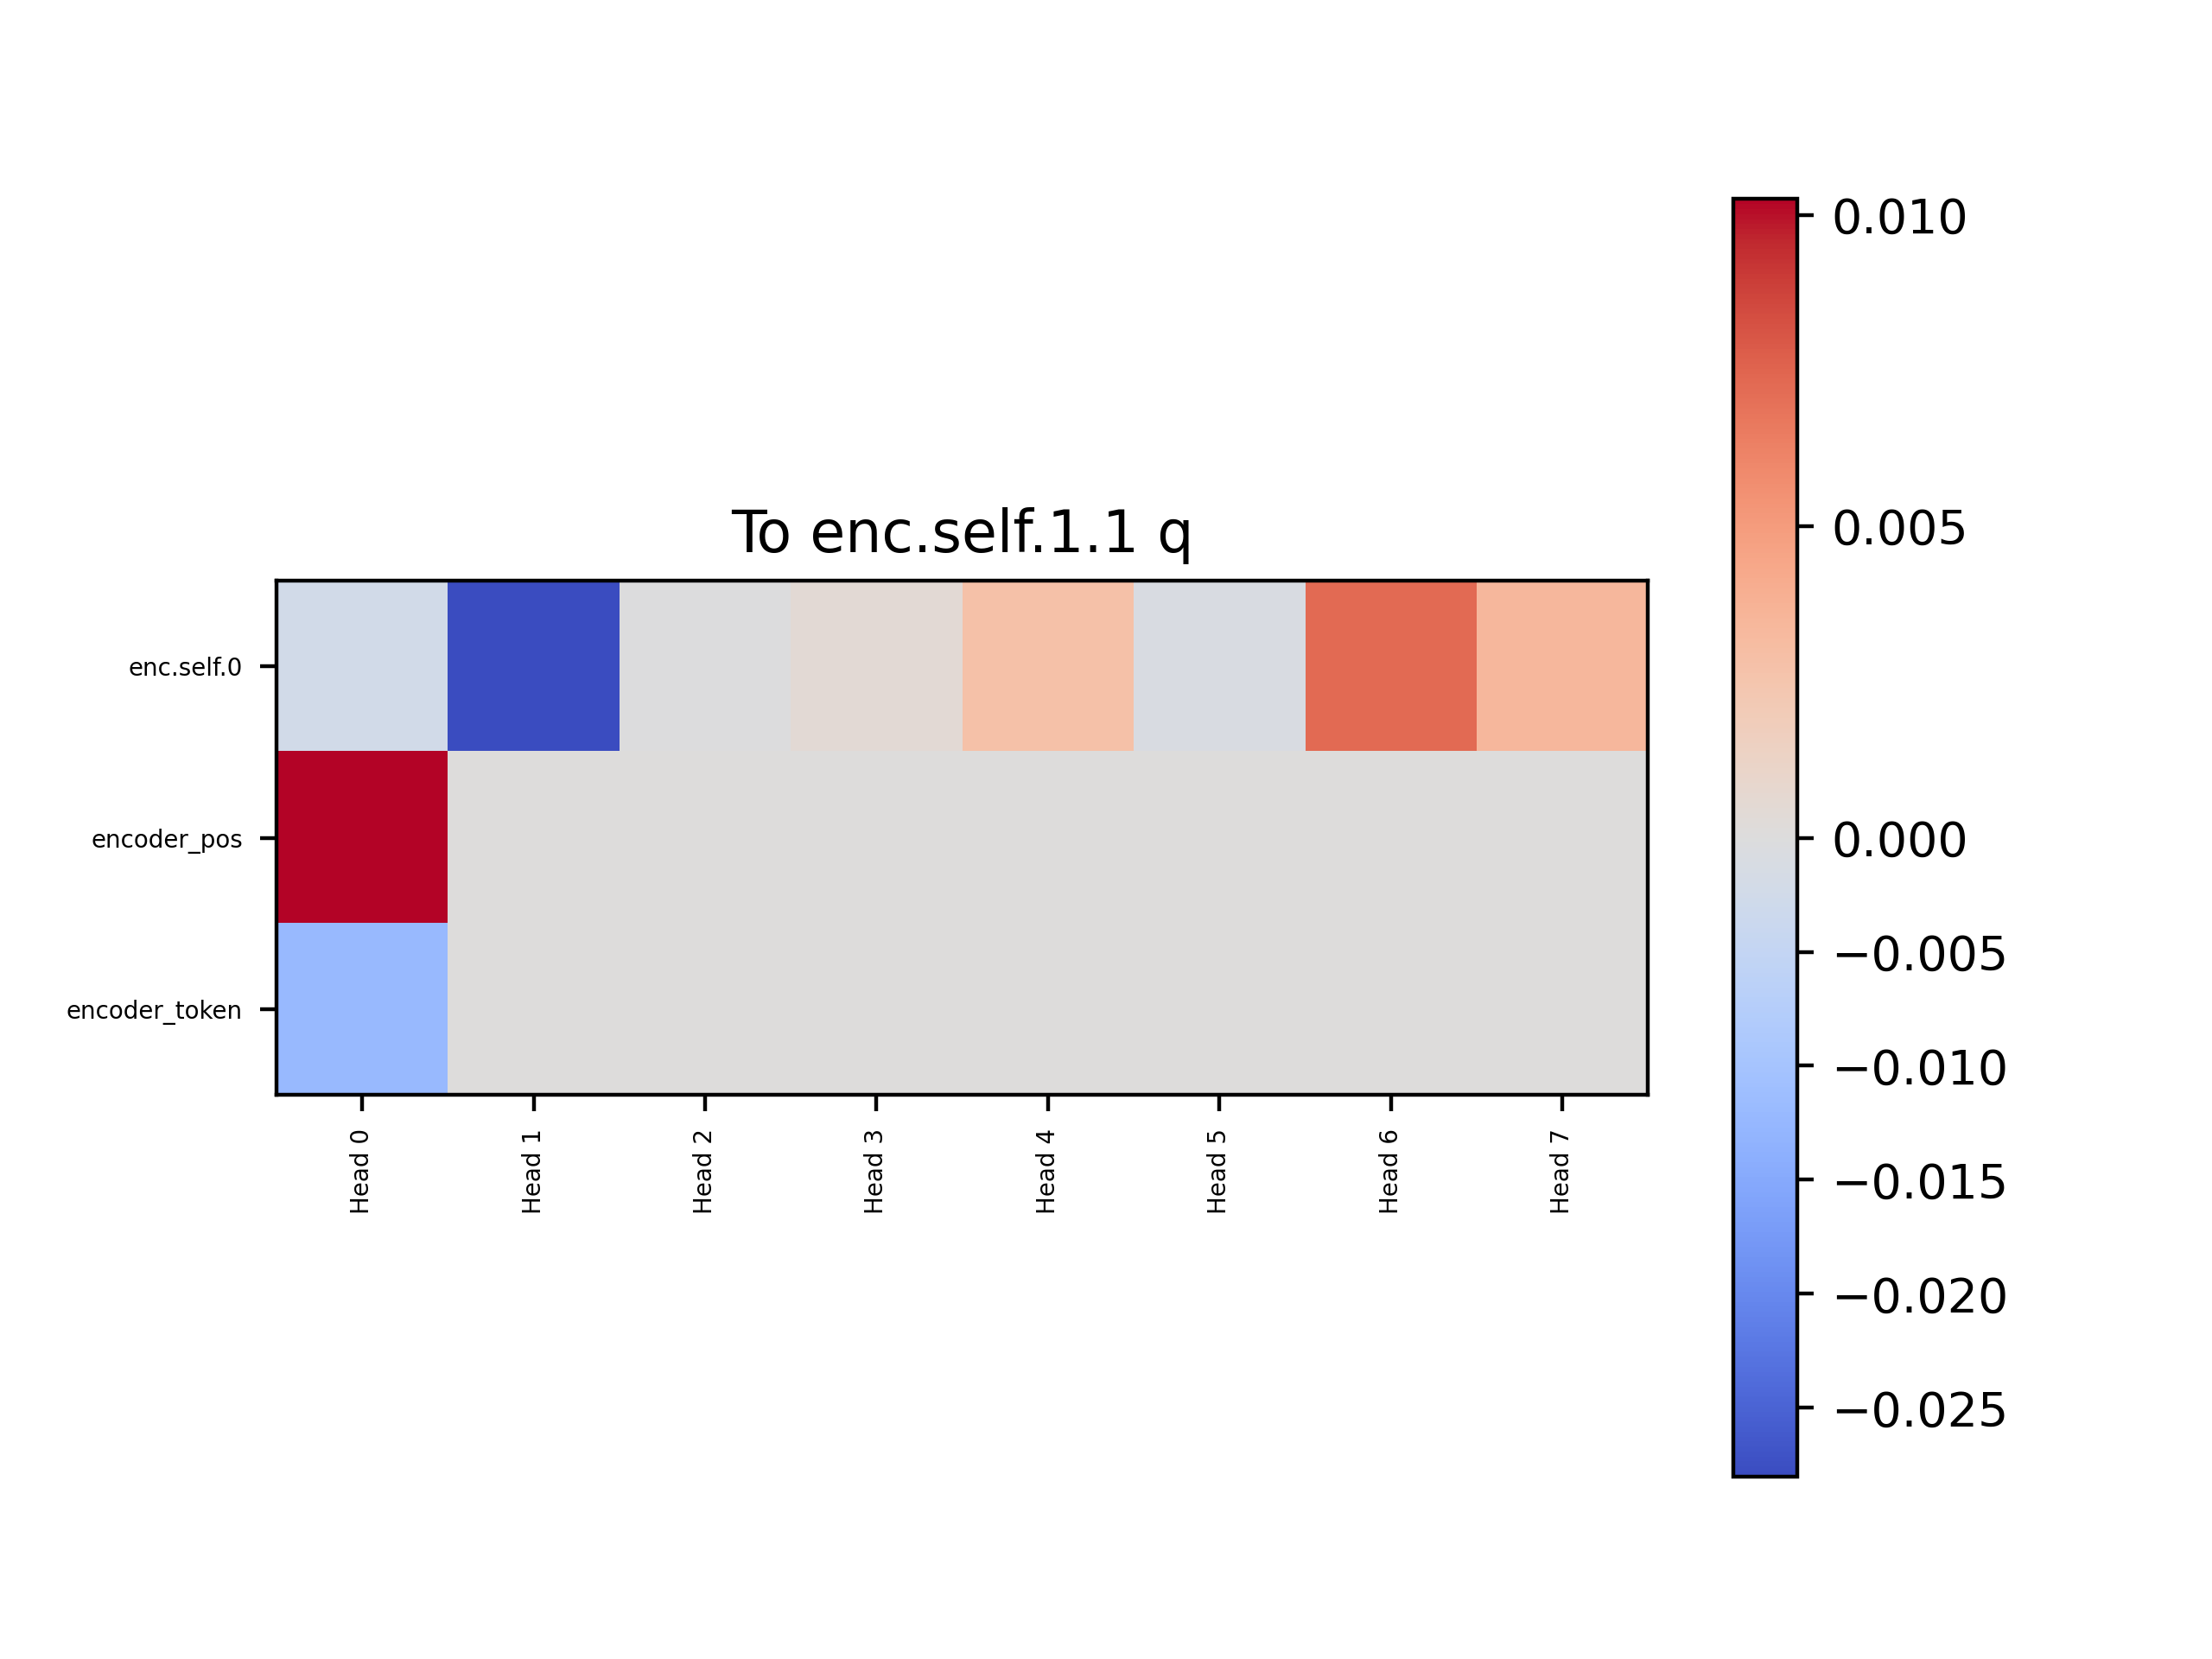 To enc.self.1.1 q
enc.self.0
encoder_pos
encoder_token
Head 0
Head 1
Head 2
Head 3
Head 4
Head 5
Head 6
Head 7
0.010
0.005
0.000
−0.005
−0.010
−0.015
−0.020
−0.025